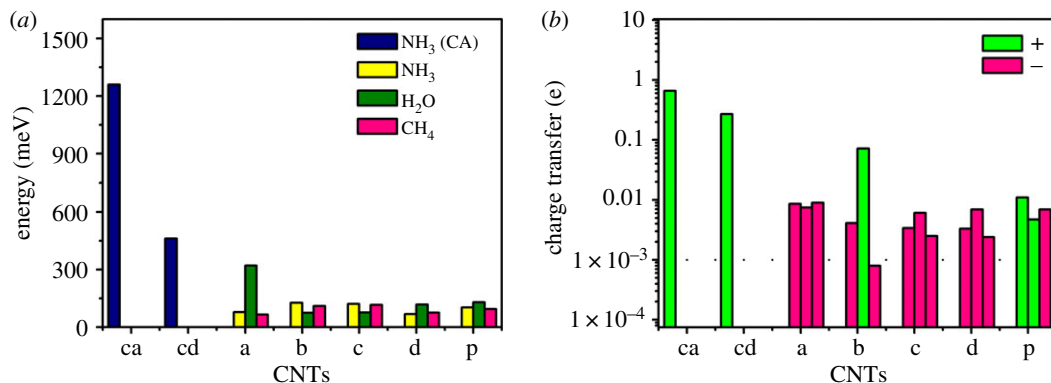 (a)
1500
1200
900
600
300
0
energy (meV)
NH₃ (CA)
NH₃
H₂O
CH₄
ca cd a b c d p
CNTs
(b)
10
1
0.1
0.01
1 × 10⁻³
1 × 10⁻⁴
charge transfer (e)
+
−
ca cd a b c d p
CNTs